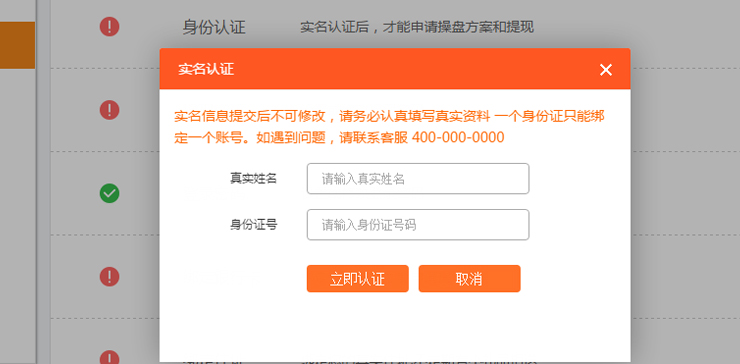 身份认证
实名认证后，才能申请操盘方案和提现
实名认证
实名信息提交后不可修改，请务必认真填写真实资料 一个身份证只能绑
定一个账号。如遇到问题，请联系客服 400-000-0000
真实姓名
请输入真实姓名
身份证号
请输入身份证号码
立即认证
取消